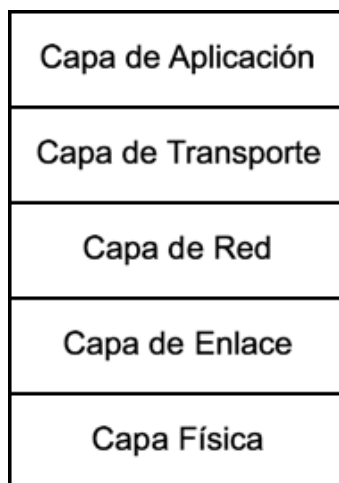 Capa de Aplicación
Capa de Transporte
Capa de Red
Capa de Enlace
Capa Física